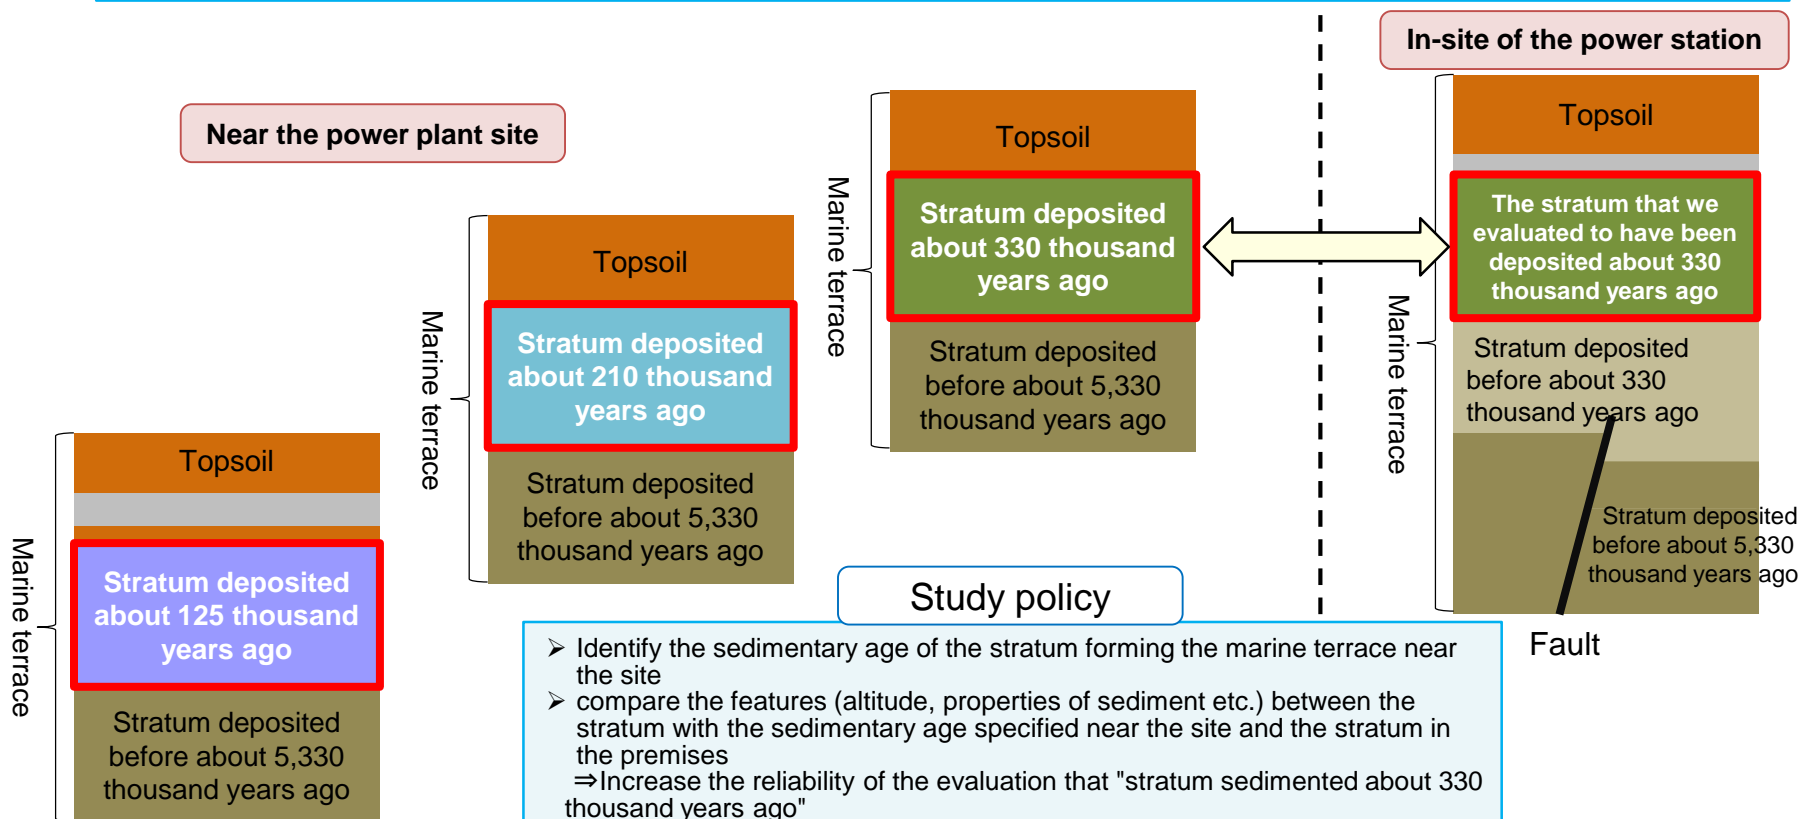 In-site of the power station
Near the power plant site
Marine terrace
Topsoil
Stratum deposited
about 125 thousand
years ago
Stratum deposited
before about 5,330
thousand years ago
Marine terrace
Topsoil
Stratum deposited
about 210 thousand
years ago
Stratum deposited
before about 5,330
thousand years ago
Marine terrace
Topsoil
Stratum deposited
about 330 thousand
years ago
Stratum deposited
before about 5,330
thousand years ago
Marine terrace
Topsoil
The stratum that we
evaluated to have been
deposited about 330
thousand years ago
Stratum deposited
before about 330
thousand years ago
Stratum deposited
before about 5,330
thousand years ago
Fault
Study policy
➢ Identify the sedimentary age of the stratum forming the marine terrace near
the site
➢ compare the features (altitude, properties of sediment etc.) between the
stratum with the sedimentary age specified near the site and the stratum in
the premises
⇒Increase the reliability of the evaluation that "stratum sedimented about 330
thousand years ago"